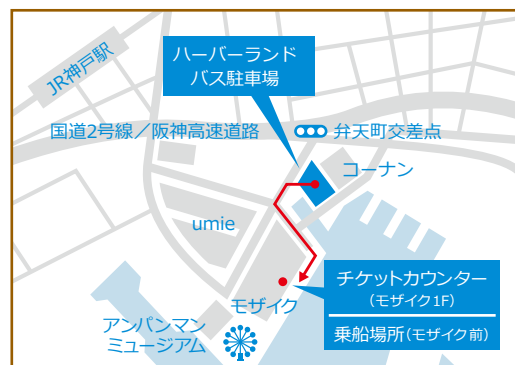 ハーバーランド
バス駐車場
JR神戸駅
国道2号線／阪神高速道路
弁天町交差点
コーナン
umie
チケットカウンター
(モザイク1F)
乗船場所(モザイク前)
モザイク
アンパンマン
ミュージアム